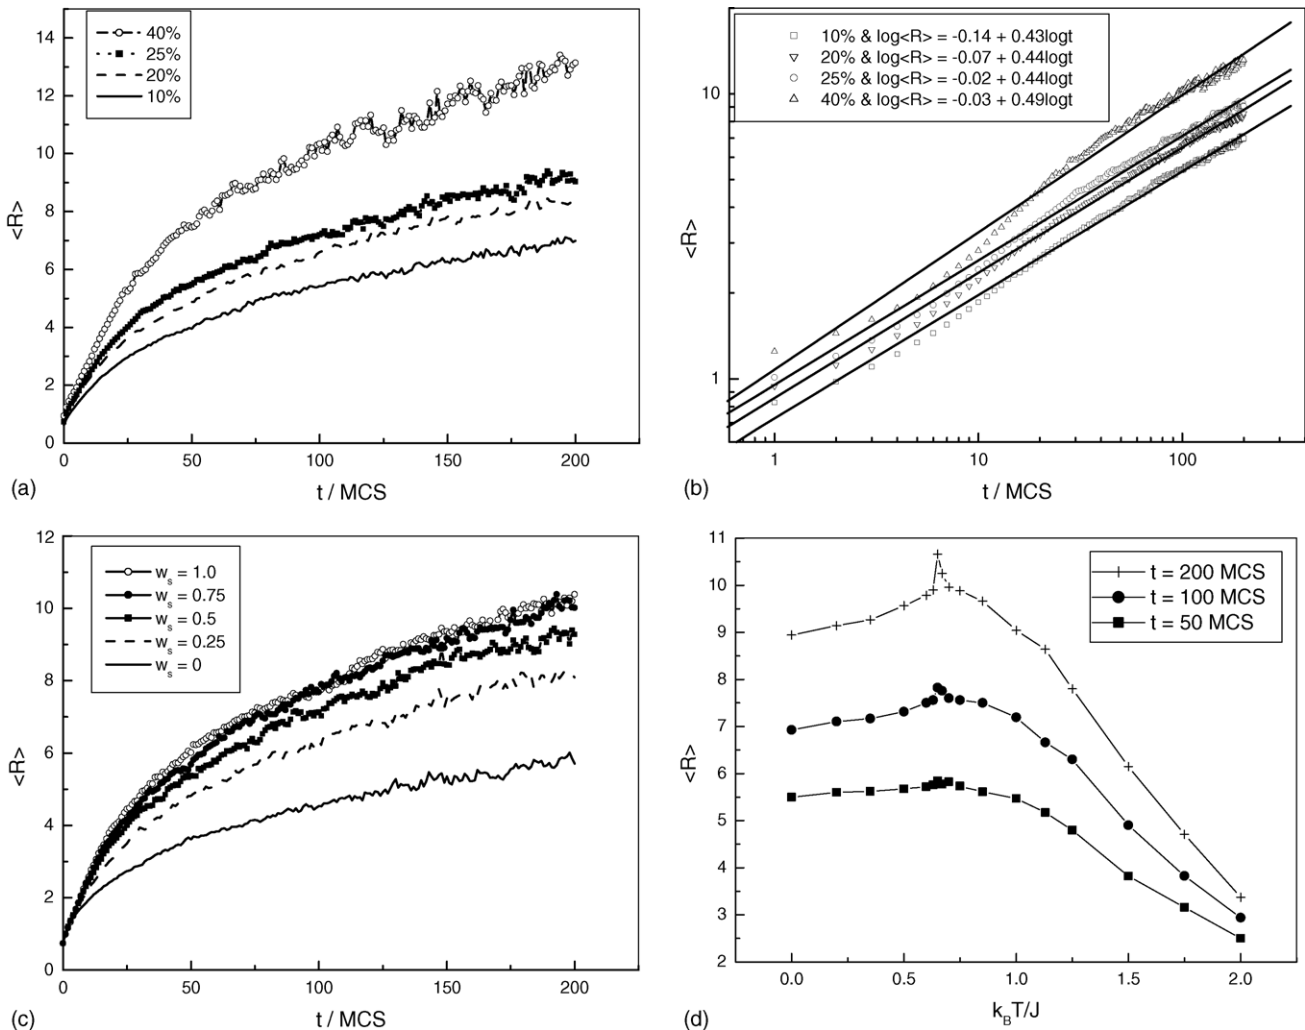 14
12
10
8
6
4
2
0
<R>
40%
25%
20%
10%
0
50
100
150
200
t / MCS
(a)
10
1
<R>
10% & log<R> = -0.14 + 0.43logt
20% & log<R> = -0.07 + 0.44logt
25% & log<R> = -0.02 + 0.44logt
40% & log<R> = -0.03 + 0.49logt
1
10
100
t / MCS
(b)
12
10
8
6
4
2
0
<R>
w_s = 1.0
w_s = 0.75
w_s = 0.5
w_s = 0.25
w_s = 0
0
50
100
150
200
t / MCS
(c)
11
10
9
8
7
6
5
4
3
2
<R>
t = 200 MCS
t = 100 MCS
t = 50 MCS
0.0
0.5
1.0
1.5
2.0
k_BT/J
(d)